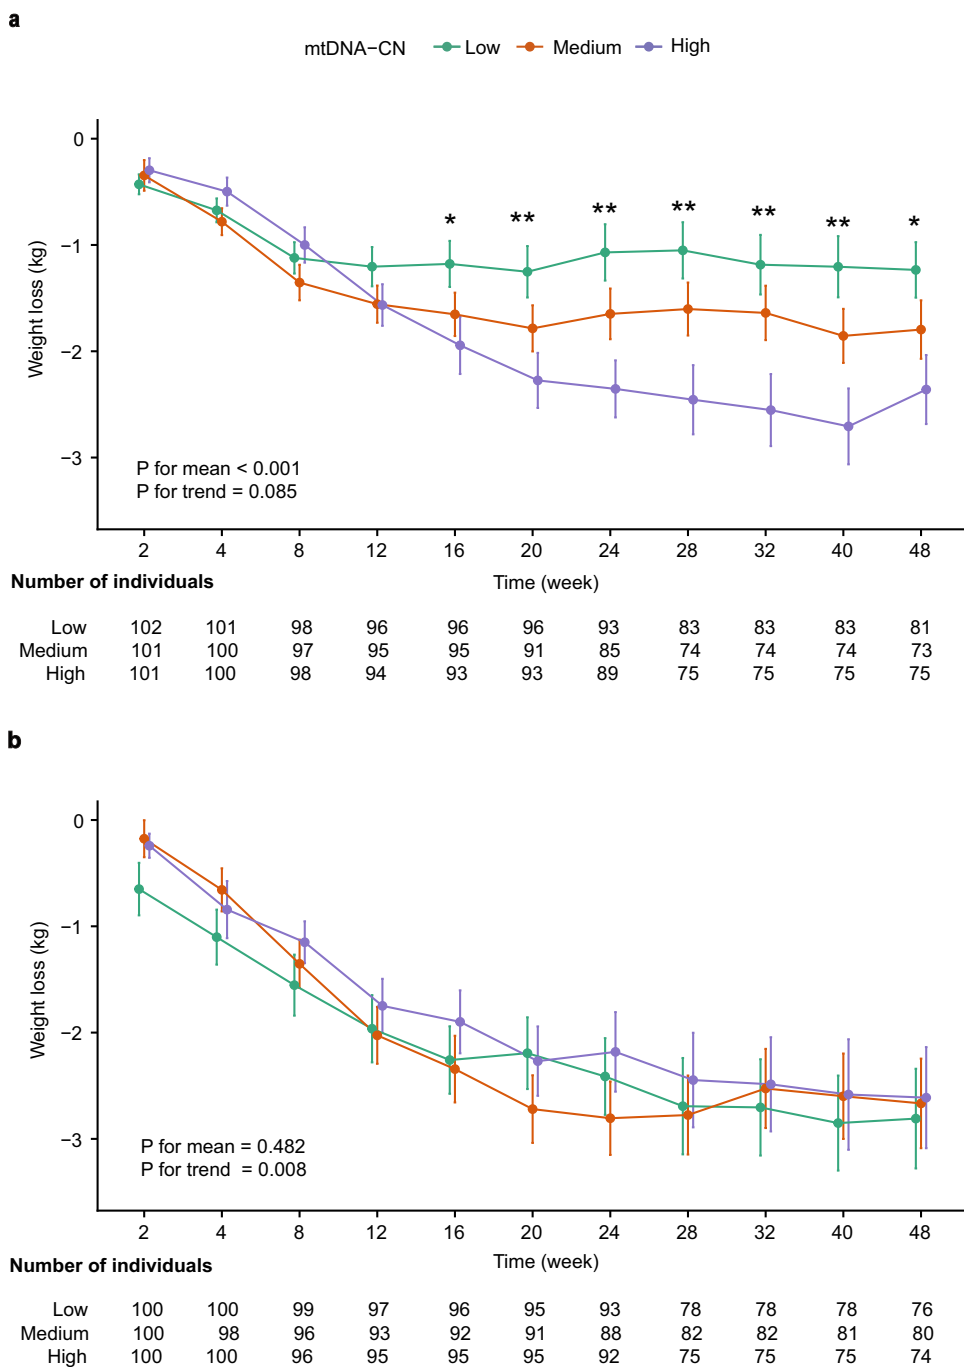 a
mtDNA−CN Low Medium High
* ** ** ** ** ** *
0
−1
−2
−3
Weight loss (kg)
P for mean < 0.001
P for trend = 0.085
2 4 8 12 16 20 24 28 32 40 48
Number of individuals Time (week)
Low 102 101 98 96 96 96 93 83 83 83 81
Medium 101 100 97 95 95 91 85 74 74 74 73
High 101 100 98 94 93 93 89 75 75 75 75
b
0
−1
−2
−3
Weight loss (kg)
P for mean = 0.482
P for trend = 0.008
2 4 8 12 16 20 24 28 32 40 48
Number of individuals Time (week)
Low 100 100 99 97 96 95 93 78 78 78 76
Medium 100 98 96 93 92 91 88 82 82 81 80
High 100 100 96 95 95 95 92 75 75 75 74